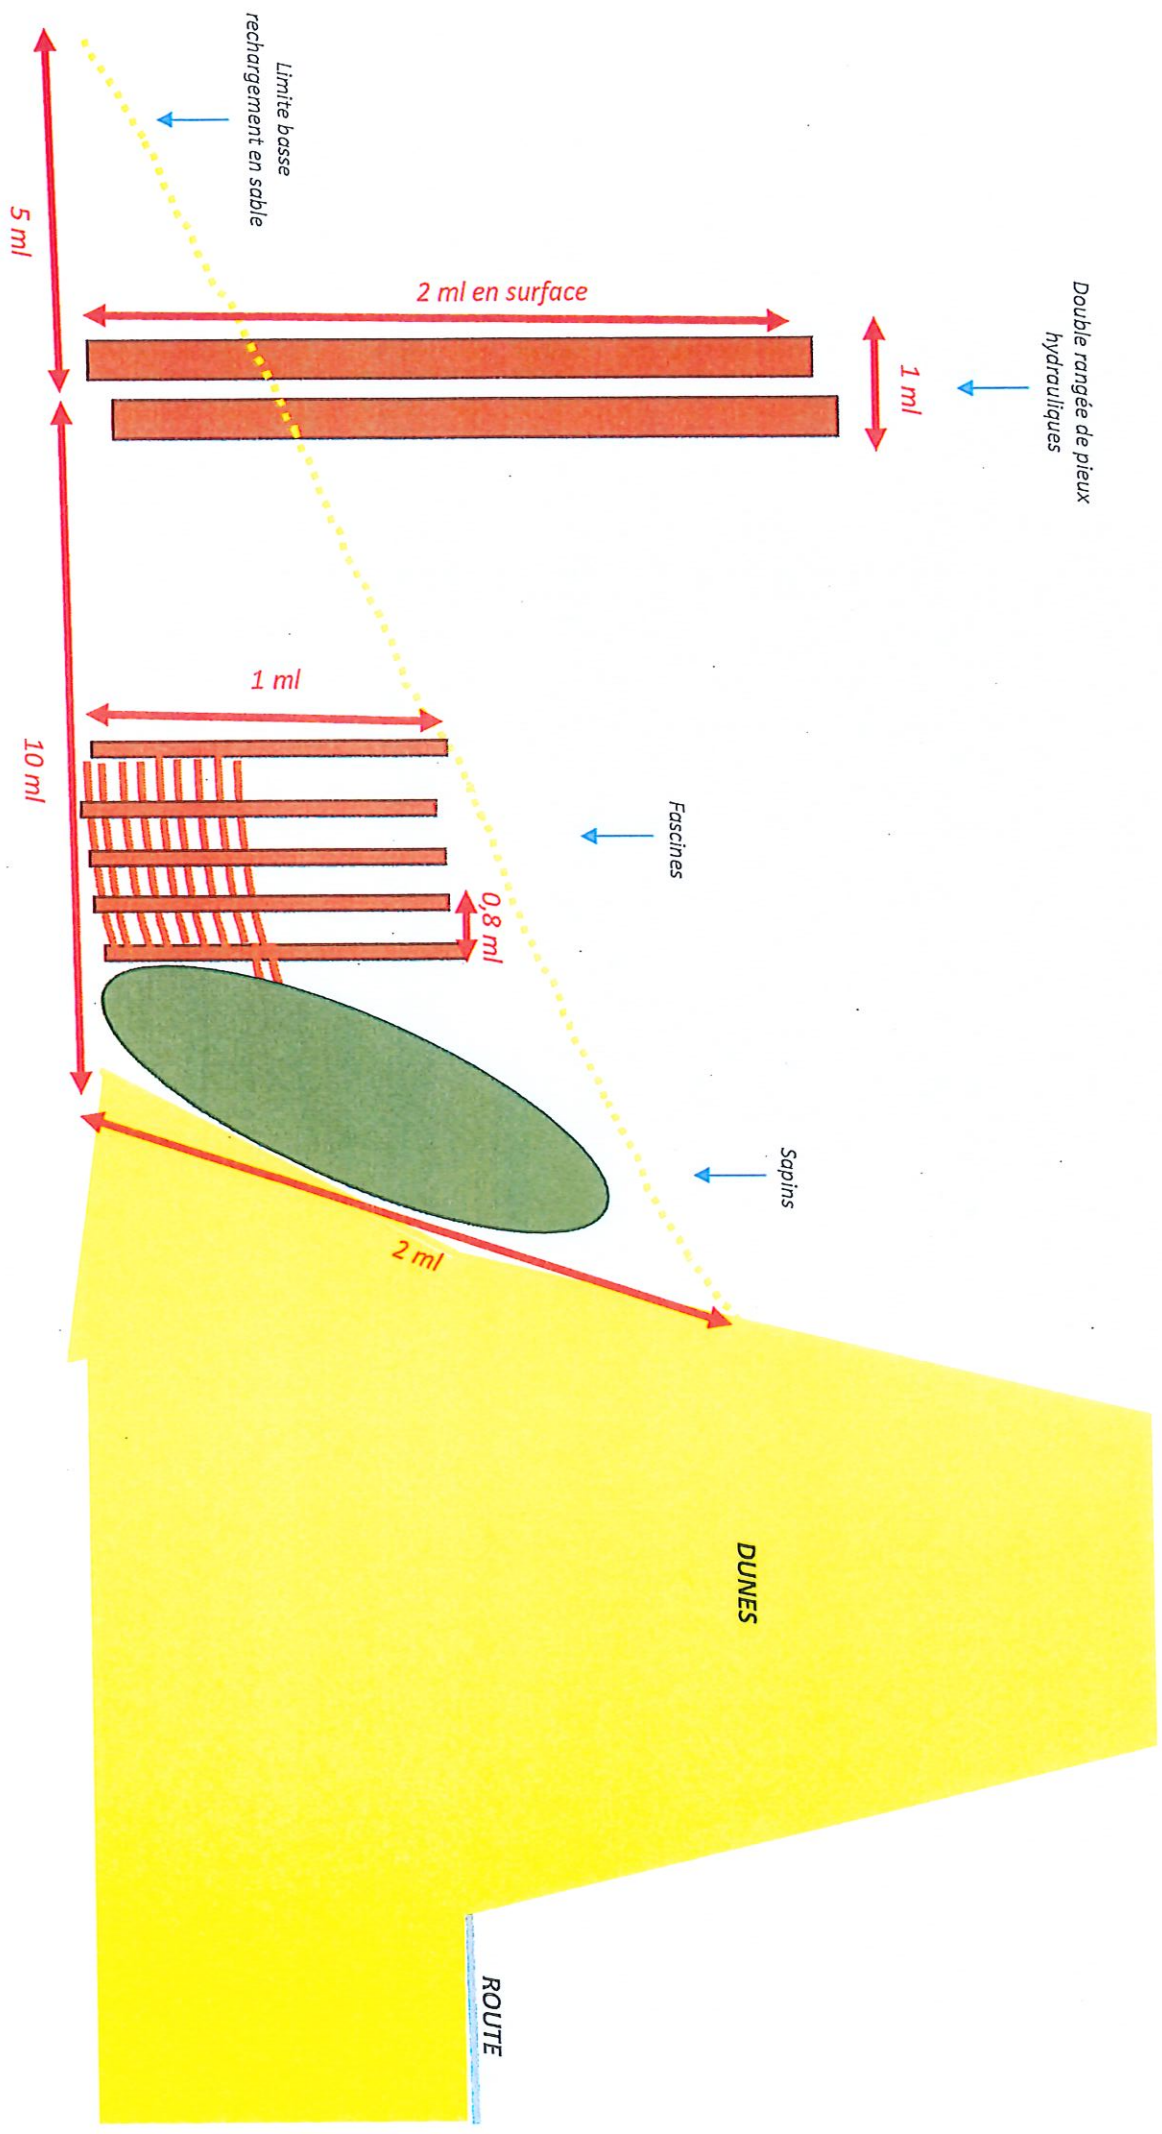 Double rangée de pieux
hydrauliques
1 ml
2 ml en surface
Limite basse
rechargement en sable
5 ml
Fascines
1 ml
0,8 ml
10 ml
Sapins
2 ml
DUNES
ROUTE